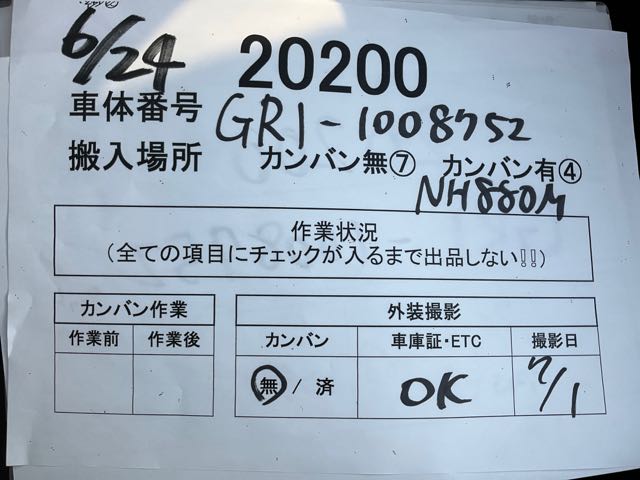 6/24 20200
車体番号 GR1-1008752
搬入場所 カンバン無⑦ カンバン有④
NH880M
作業状況
(全ての項目にチェックが入るまで出品しない!!)
カンバン作業 外装撮影
作業前 作業後 カンバン 車庫証・ETC 撮影日
無 / 済 OK 7/1